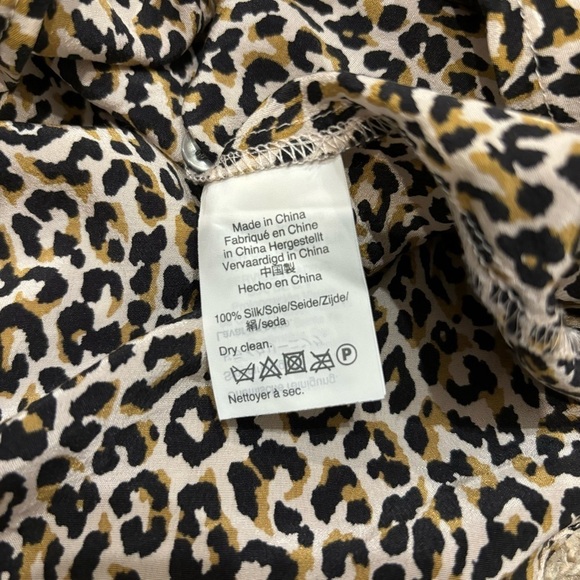 Made in China
Fabriqué en Chine
in China Hergestellt
Vervaardigd in China
中国製
Hecho en China
100% Silk/Soie/Seide/Zijde/
絹/seda
Dry clean.
P
Nettoyer à sec.